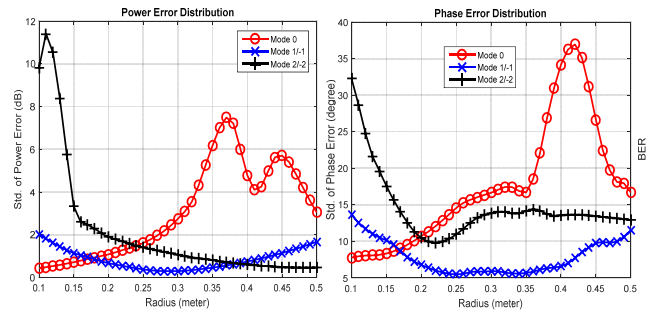 Power Error Distribution
Std. of Power Error (dB)
12
10
8
6
4
2
0
Mode 0
Mode 1/-1
Mode 2/-2
0.1 0.15 0.2 0.25 0.3 0.35 0.4 0.45 0.5
Radius (meter)
Phase Error Distribution
Std. of Phase Error (degree)
40
35
30
25
20
15
10
5
Mode 0
Mode 1/-1
Mode 2/-2
0.1 0.15 0.2 0.25 0.3 0.35 0.4 0.45 0.5
Radius (meter)
BER